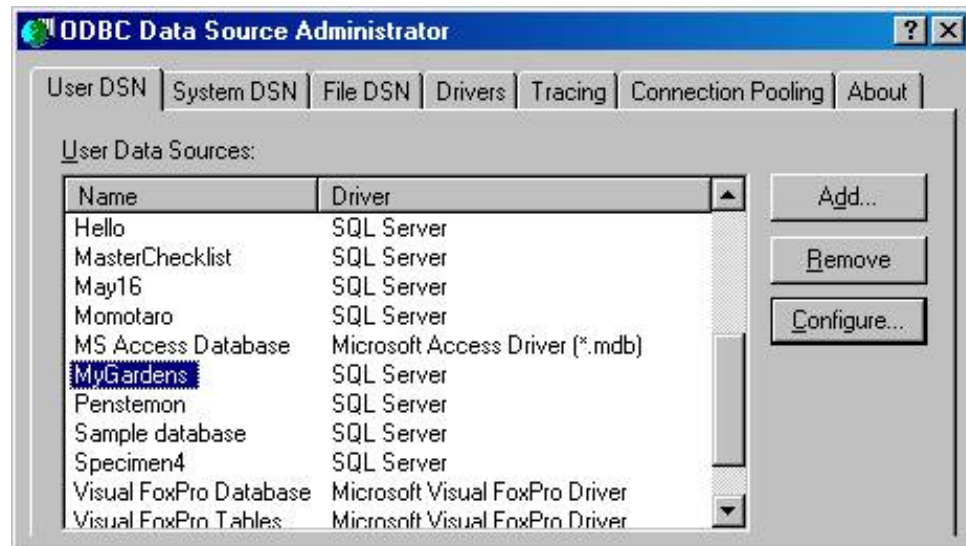 ODBC Data Source Administrator
User DSN System DSN File DSN Drivers Tracing Connection Pooling About
User Data Sources:
Name Driver
Hello SQL Server
MasterChecklist SQL Server
May16 SQL Server
Momotaro SQL Server
MS Access Database Microsoft Access Driver (*.mdb)
MyGardens SQL Server
Penstemon SQL Server
Sample database SQL Server
Specimen4 SQL Server
Visual FoxPro Database Microsoft Visual FoxPro Driver
Visual FoxPro Tables Microsoft Visual FoxPro Driver
Add...
Remove
Configure...